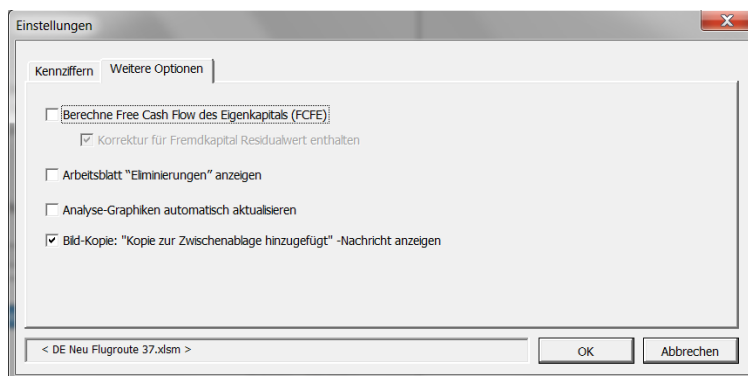 Einstellungen
Kennziffern
Weitere Optionen
Berechne Free Cash Flow des Eigenkapitals (FCFE)
Korrektur für Fremdkapital Residualwert enthalten
Arbeitsblatt "Eliminierungen" anzeigen
Analyse-Graphiken automatisch aktualisieren
Bild-Kopie: "Kopie zur Zwischenablage hinzugefügt" -Nachricht anzeigen
< DE Neu Flugroute 37.xlsm >
OK
Abbrechen